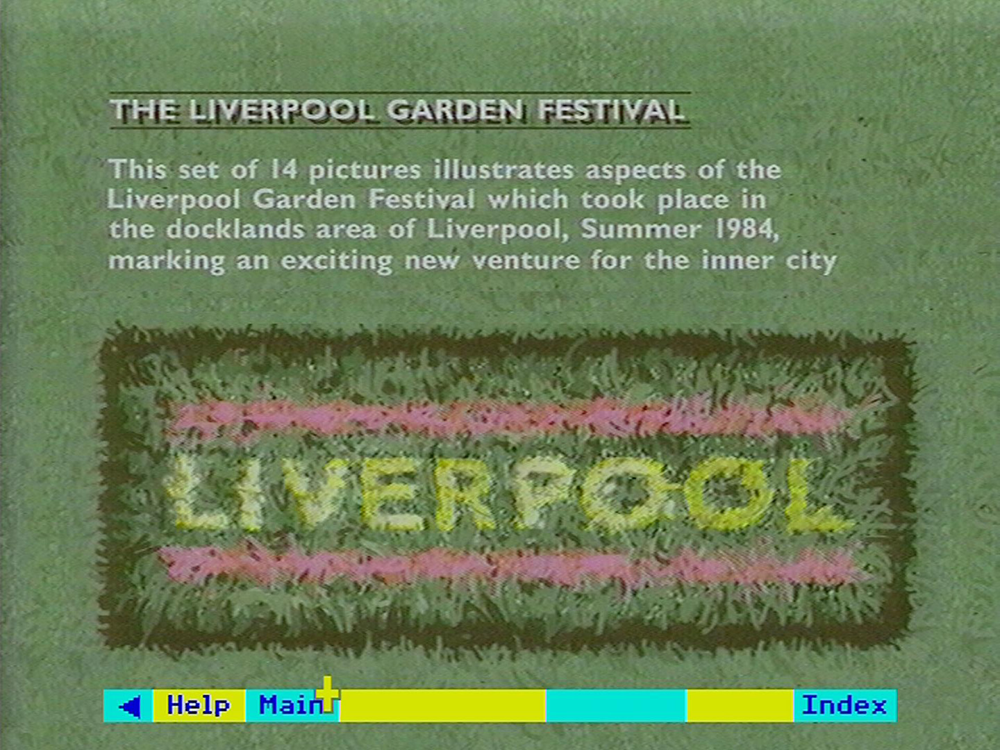 THE LIVERPOOL GARDEN FESTIVAL
This set of 14 pictures illustrates aspects of the
Liverpool Garden Festival which took place in
the docklands area of Liverpool, Summer 1984,
marking an exciting new venture for the inner city
LIVERPOOL
Help Main Index